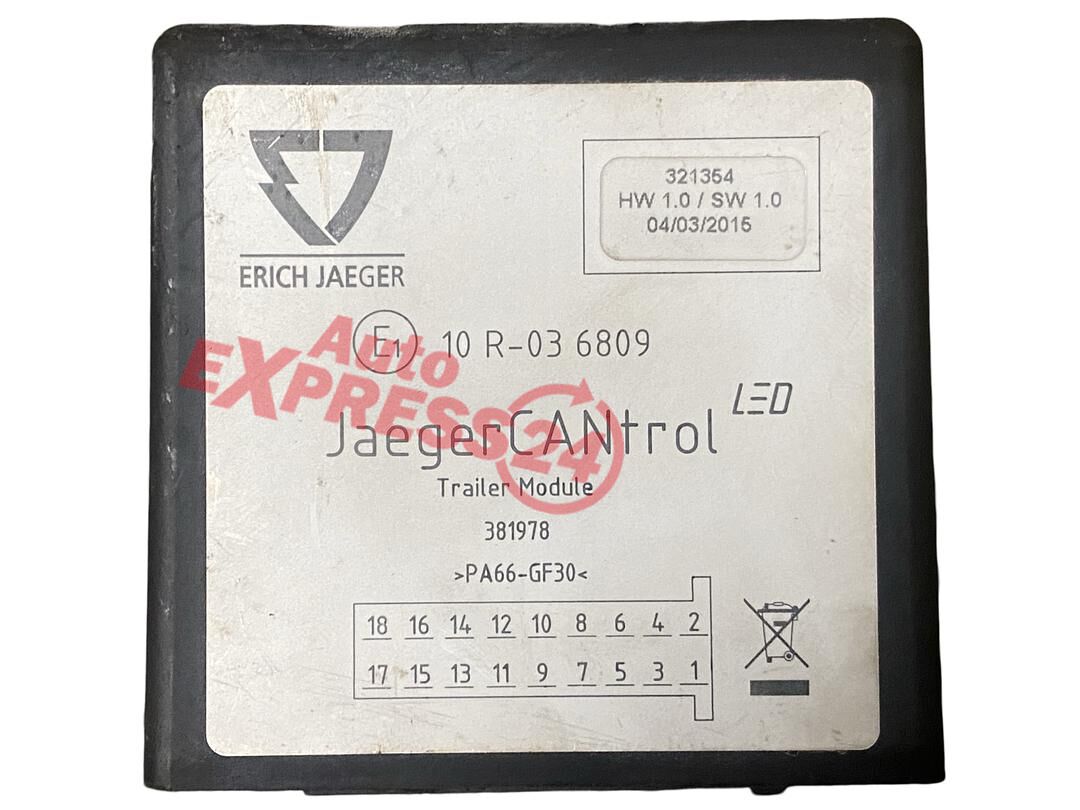 ERICH JAEGER
321354
HW 1.0 / SW 1.0
04/03/2015
E1 10 R-03 6809
Auto
EXPRESS24
JaegerCANtrol LED
Trailer Module
381978
>PA66-GF30<
18 16 14 12 10 8 6 4 2
17 15 13 11 9 7 5 3 1